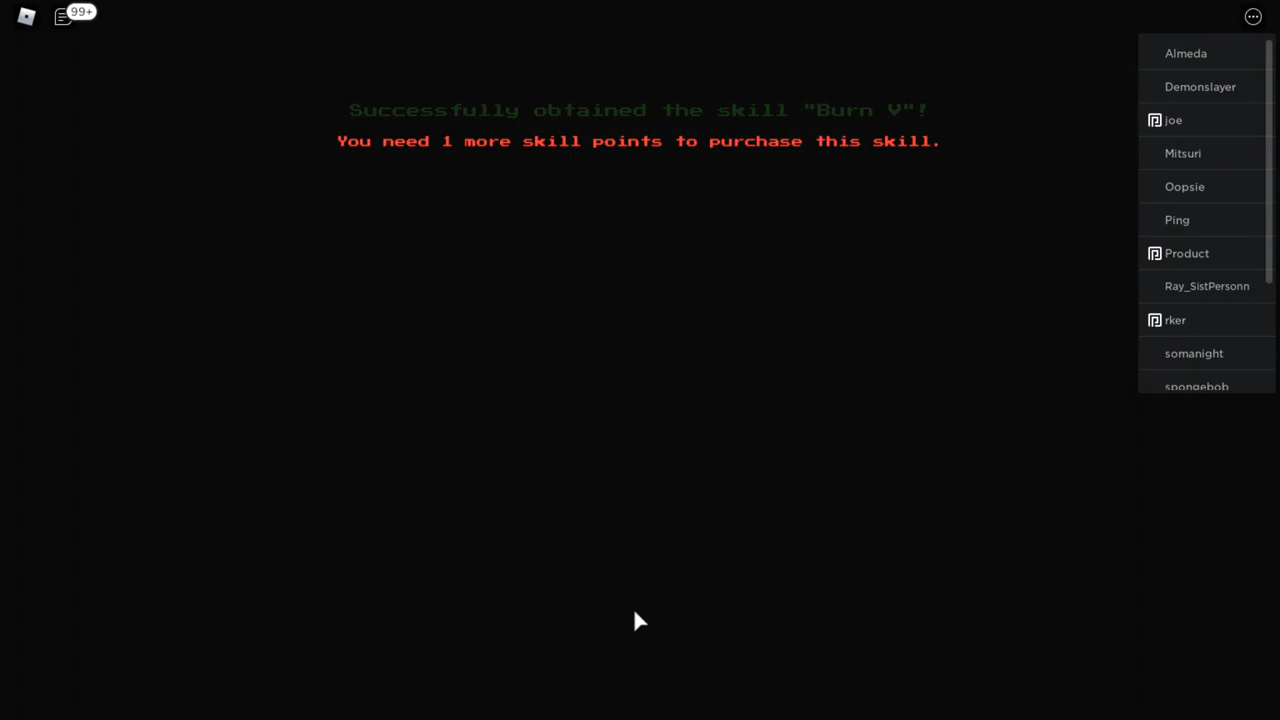 99+
Successfully obtained the skill "Burn V"!
You need 1 more skill points to purchase this skill.
Almeda
Demonslayer
joe
Mitsuri
Oopsie
Ping
Product
Ray_SistPersonn
rker
somanight
spongebob